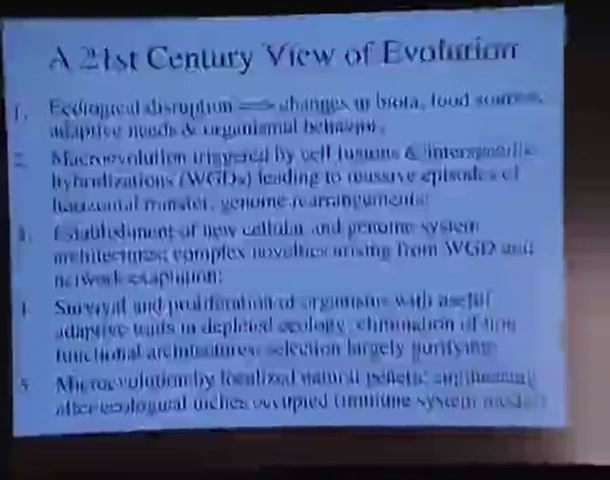 A 21st Century View of Evolution
1. Ecological disruption => changes in biota, food sources,
adaptive needs & organismal behavior;
2. Macroevolution triggered by cell fusions & interspecific
hybridizations (WGDs) leading to massive episodes of
horizontal transfer, genome rearrangements;
3. Establishment of new cellular and genome system
architectures; complex novelties arising from WGD and
network exaptation;
4. Survival and proliferation of organisms with useful
adaptive traits in depleted ecology; elimination of non
functional architectures; selection largely purifying;
5. Microevolution by localized natural genetic engineering
after ecological niches occupied (immune system model)